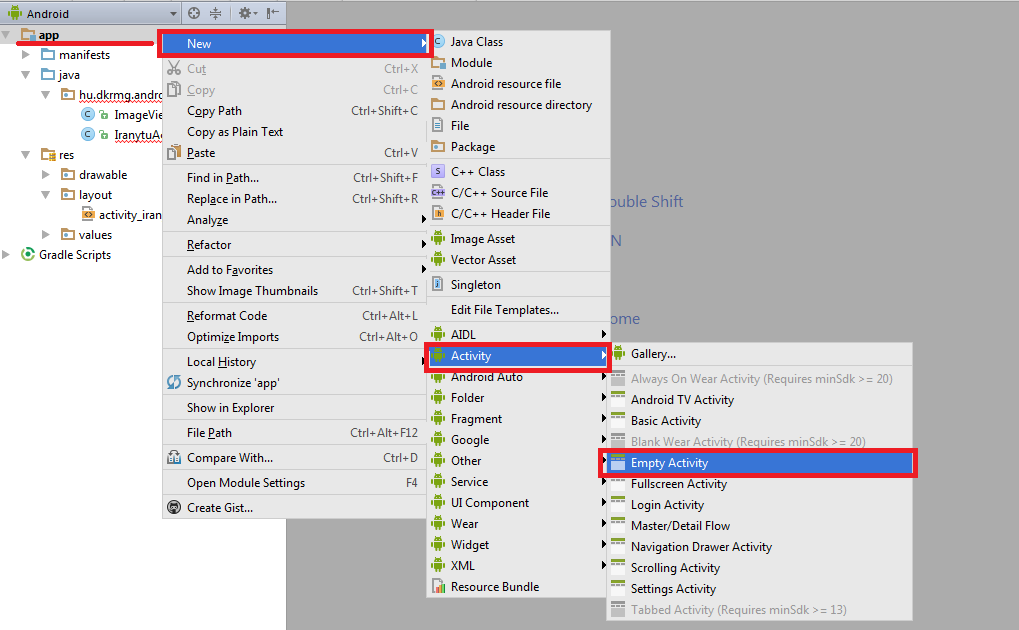 Android
app
manifests
java
hu.dkrmg.andro
ImageVie
IranytuAc
res
drawable
layout
activity_iran
values
Gradle Scripts
New
Cut Ctrl+X
Copy Ctrl+C
Copy Path Ctrl+Shift+C
Copy as Plain Text
Paste Ctrl+V
Find in Path... Ctrl+Shift+F
Replace in Path... Ctrl+Shift+R
Analyze
Refactor
Add to Favorites
Show Image Thumbnails Ctrl+Shift+T
Reformat Code Ctrl+Alt+L
Optimize Imports Ctrl+Alt+O
Local History
Synchronize 'app'
Show in Explorer
File Path Ctrl+Alt+F12
Compare With... Ctrl+D
Open Module Settings F4
Create Gist...
Java Class
Module
Android resource file
Android resource directory
File
Package
C++ Class
C/C++ Source File
C/C++ Header File
Image Asset
Vector Asset
Singleton
Edit File Templates...
AIDL
Activity
Android Auto
Folder
Fragment
Google
Other
Service
UI Component
Wear
Widget
XML
Resource Bundle
ouble Shift
N
ome
Gallery...
Always On Wear Activity (Requires minSdk >= 20)
Android TV Activity
Basic Activity
Blank Wear Activity (Requires minSdk >= 20)
Empty Activity
Fullscreen Activity
Login Activity
Master/Detail Flow
Navigation Drawer Activity
Scrolling Activity
Settings Activity
Tabbed Activity (Requires minSdk >= 13)